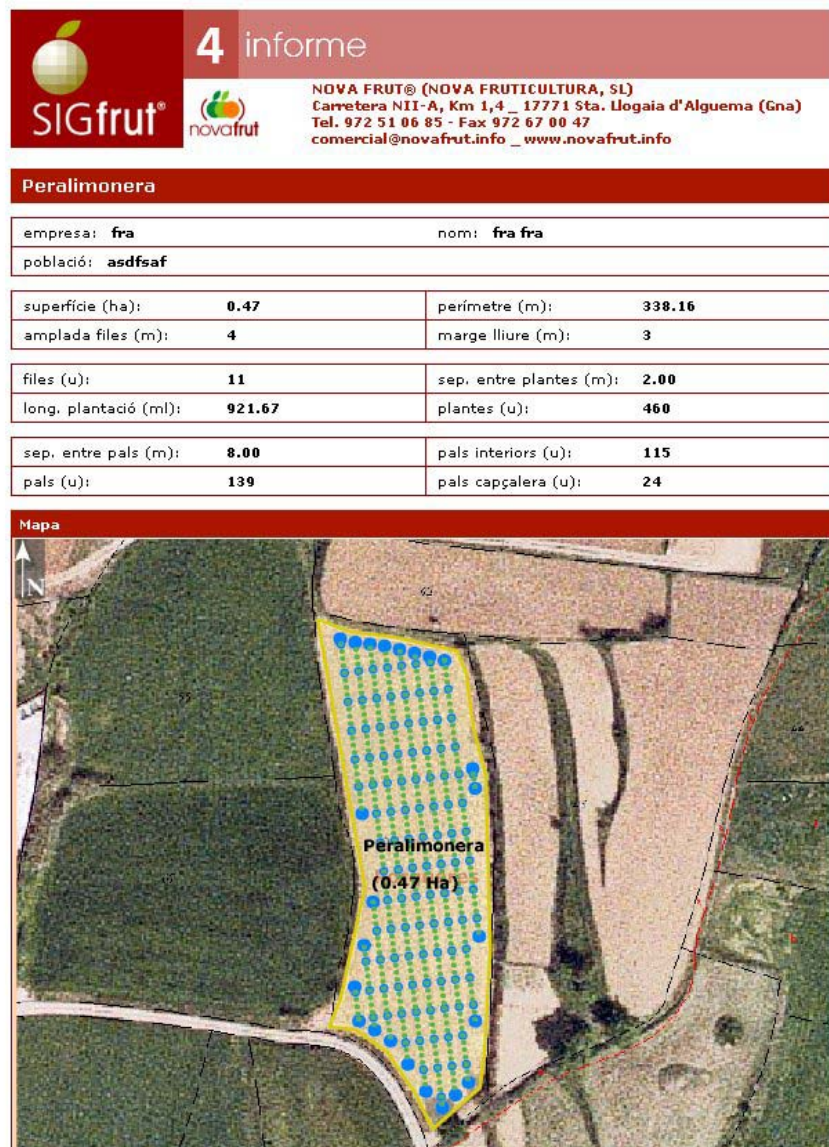 4 informe
SIGfrut®
novafrut
NOVA FRUT® (NOVA FRUTICULTURA, SL)
Carretera NII-A, Km 1,4 _ 17771 Sta. Llogaia d'Alguema (Gna)
Tel. 972 51 06 85 - Fax 972 67 00 47
comercial@novafrut.info _ www.novafrut.info
Peralimonera
empresa: fra nom: fra fra
població: asdfsaf
superfície (ha): 0.47 perímetre (m): 338.16
amplada files (m): 4 marge lliure (m): 3
files (u): 11 sep. entre plantes (m): 2.00
long. plantació (ml): 921.67 plantes (u): 460
sep. entre pals (m): 8.00 pals interiors (u): 115
pals (u): 139 pals capçalera (u): 24
Mapa
N
Peralimonera
(0.47 Ha)